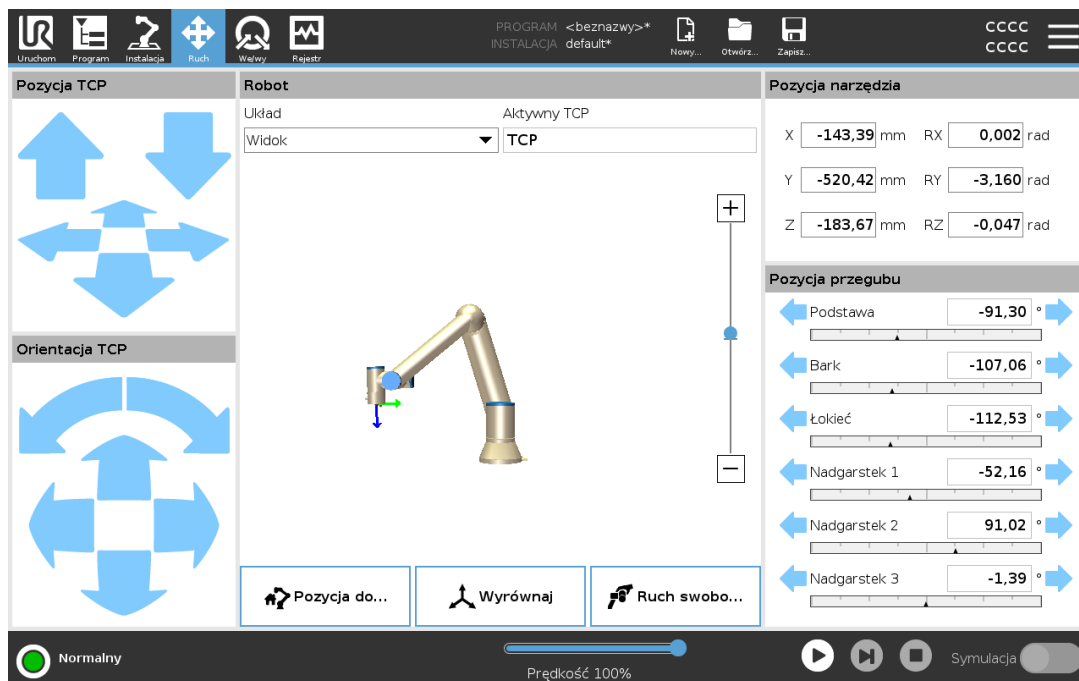 PROGRAM <beznazwy>*
INSTALACJA default*
Uruchom Program Instalacja Ruch We/wy Rejestr Nowy... Otwórz... Zapisz...
CCCC
CCCC
Pozycja TCP
Orientacja TCP
Robot
Układ Aktywny TCP
Widok TCP
+
−
Pozycja do... Wyrównaj Ruch swobo...
Pozycja narzędzia
X -143,39 mm RX 0,002 rad
Y -520,42 mm RY -3,160 rad
Z -183,67 mm RZ -0,047 rad
Pozycja przegubu
Podstawa -91,30 °
Bark -107,06 °
Łokieć -112,53 °
Nadgarstek 1 -52,16 °
Nadgarstek 2 91,02 °
Nadgarstek 3 -1,39 °
Normalny
Prędkość 100%
Symulacja